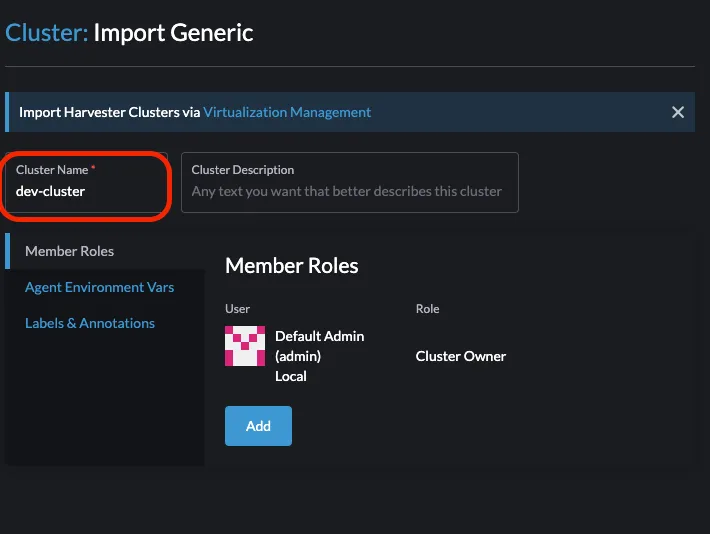 Cluster: Import Generic
Import Harvester Clusters via Virtualization Management
Cluster Name *
dev-cluster
Cluster Description
Any text you want that better describes this cluster
Member Roles
Agent Environment Vars
Labels & Annotations
Member Roles
User
Role
Default Admin
(admin)
Local
Cluster Owner
Add